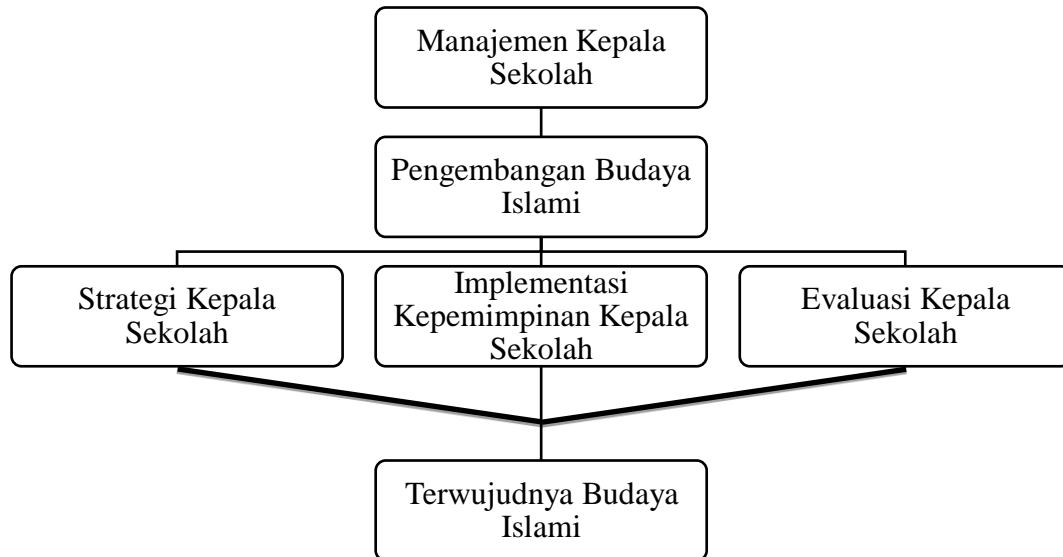 Manajemen Kepala
Sekolah
Pengembangan Budaya
Islami
Strategi Kepala
Sekolah
Implementasi
Kepemimpinan Kepala
Sekolah
Evaluasi Kepala
Sekolah
Terwujudnya Budaya
Islami